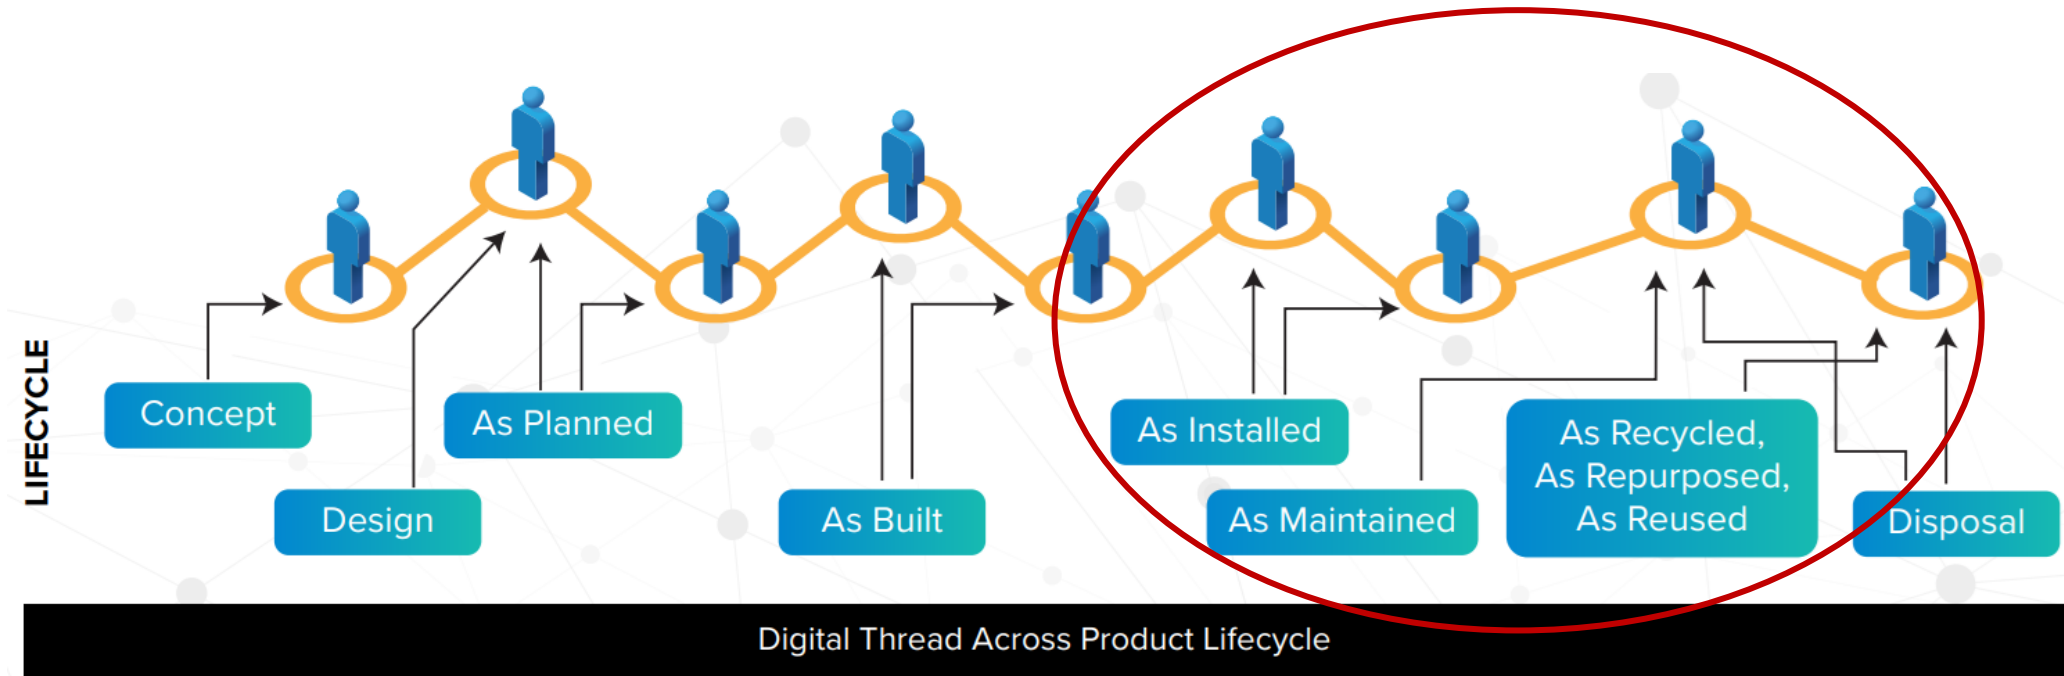 LIFECYCLE
Concept
Design
As Planned
As Built
As Installed
As Maintained
As Recycled,
As Repurposed,
As Reused
Disposal
Digital Thread Across Product Lifecycle